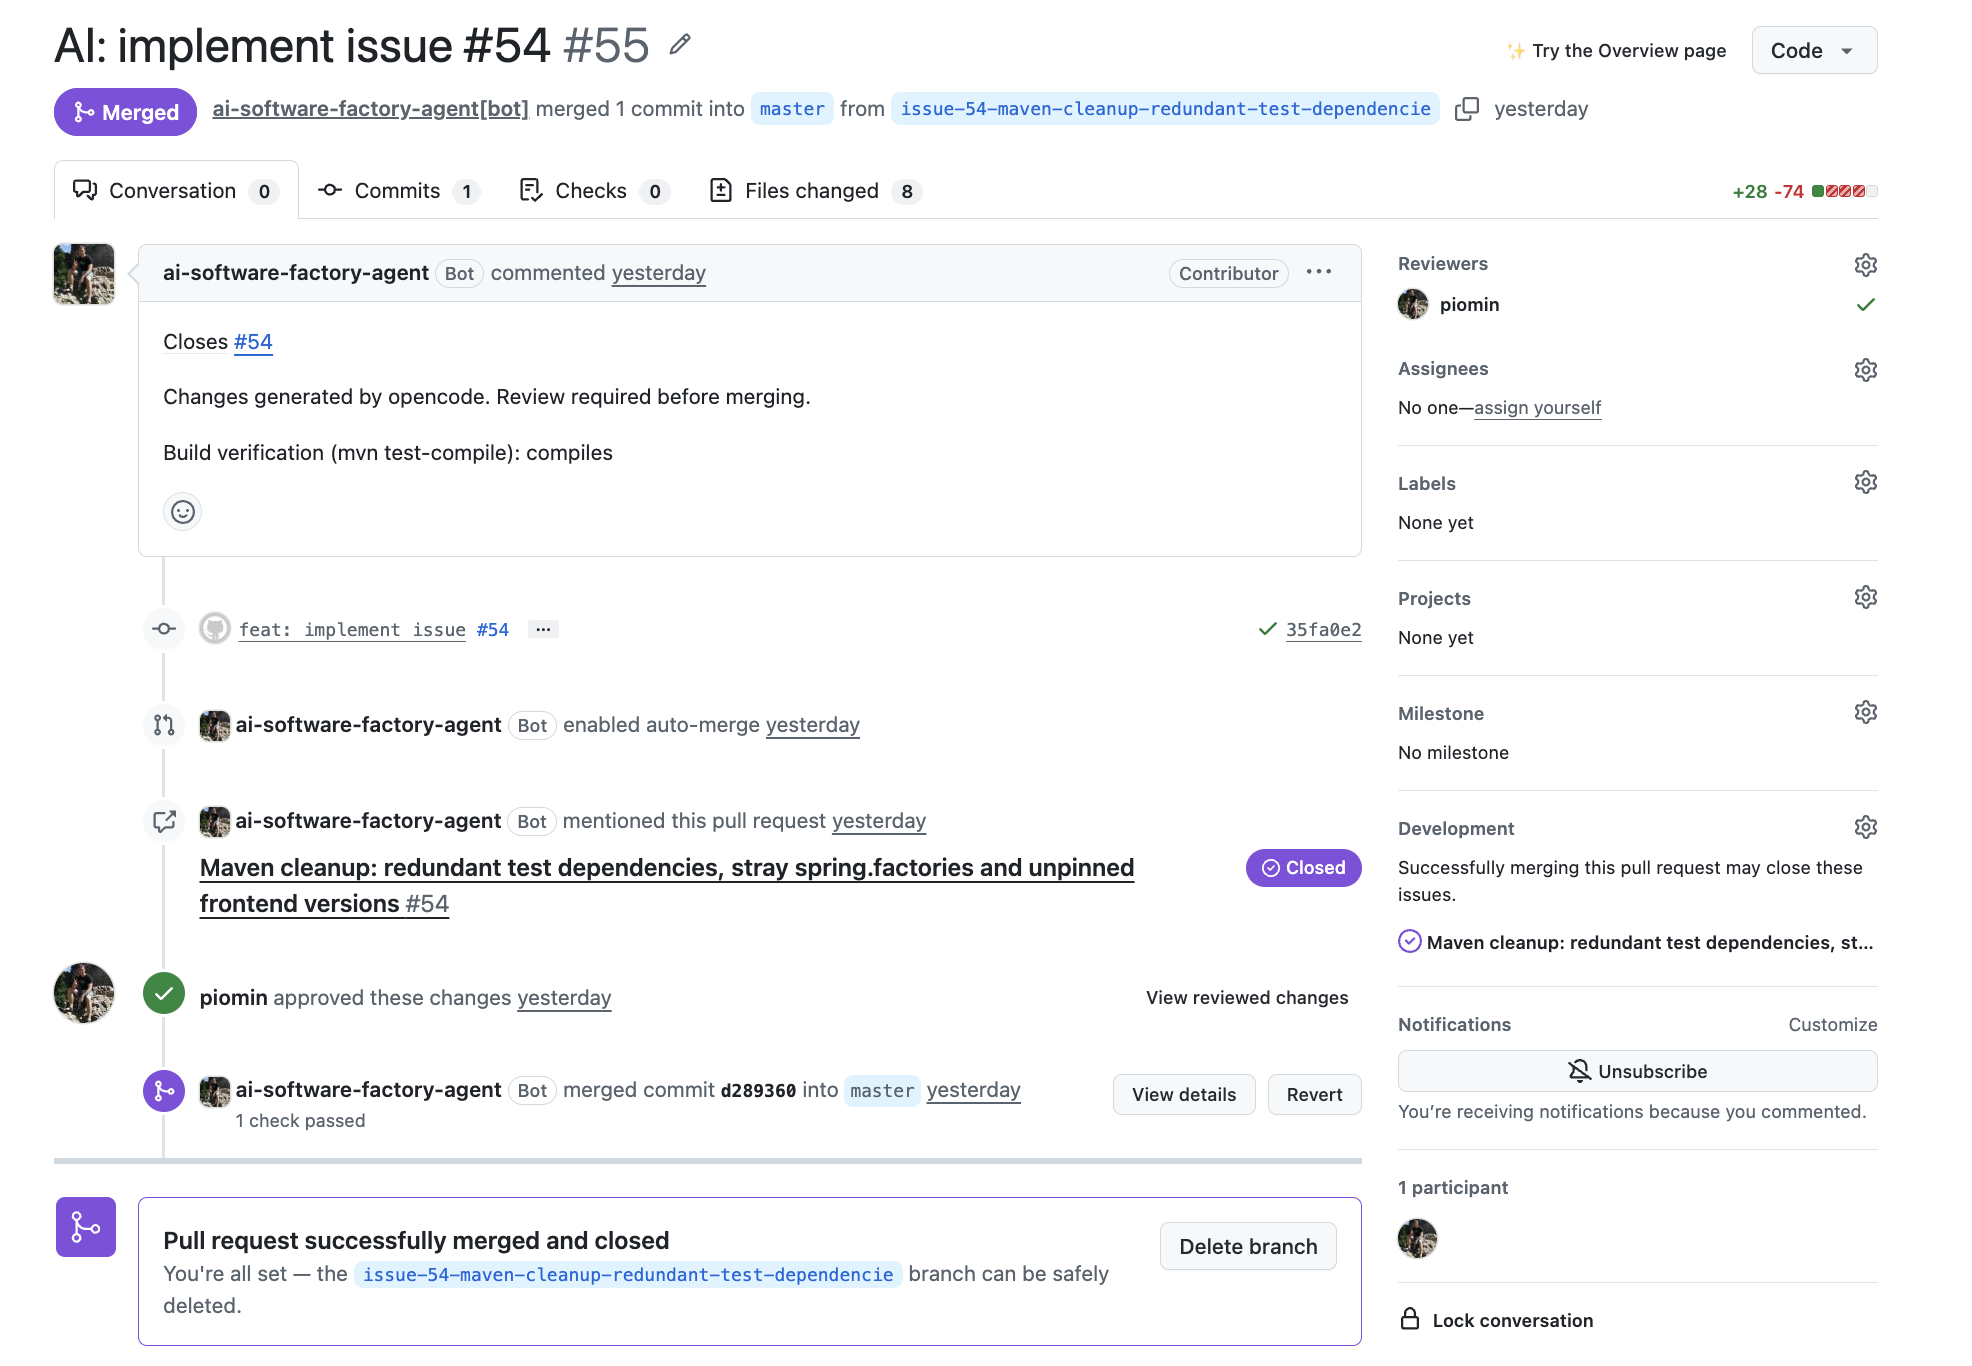 AI: implement issue #54 #55
✨ Try the Overview page
Code
Merged
ai-software-factory-agent[bot] merged 1 commit into master from issue-54-maven-cleanup-redundant-test-dependencie yesterday
Conversation 0
Commits 1
Checks 0
Files changed 8
+28 -74
ai-software-factory-agent Bot commented yesterday
Contributor
Closes #54
Changes generated by opencode. Review required before merging.
Build verification (mvn test-compile): compiles
feat: implement issue #54 ...
35fa0e2
ai-software-factory-agent Bot enabled auto-merge yesterday
ai-software-factory-agent Bot mentioned this pull request yesterday
Maven cleanup: redundant test dependencies, stray spring.factories and unpinned
frontend versions #54
Closed
piomin approved these changes yesterday
View reviewed changes
ai-software-factory-agent Bot merged commit d289360 into master yesterday
1 check passed
View details
Revert
Pull request successfully merged and closed
You're all set — the issue-54-maven-cleanup-redundant-test-dependencie branch can be safely
deleted.
Delete branch
Reviewers
piomin
Assignees
No one—assign yourself
Labels
None yet
Projects
None yet
Milestone
No milestone
Development
Successfully merging this pull request may close these
issues.
Maven cleanup: redundant test dependencies, st...
Notifications
Customize
Unsubscribe
You're receiving notifications because you commented.
1 participant
Lock conversation